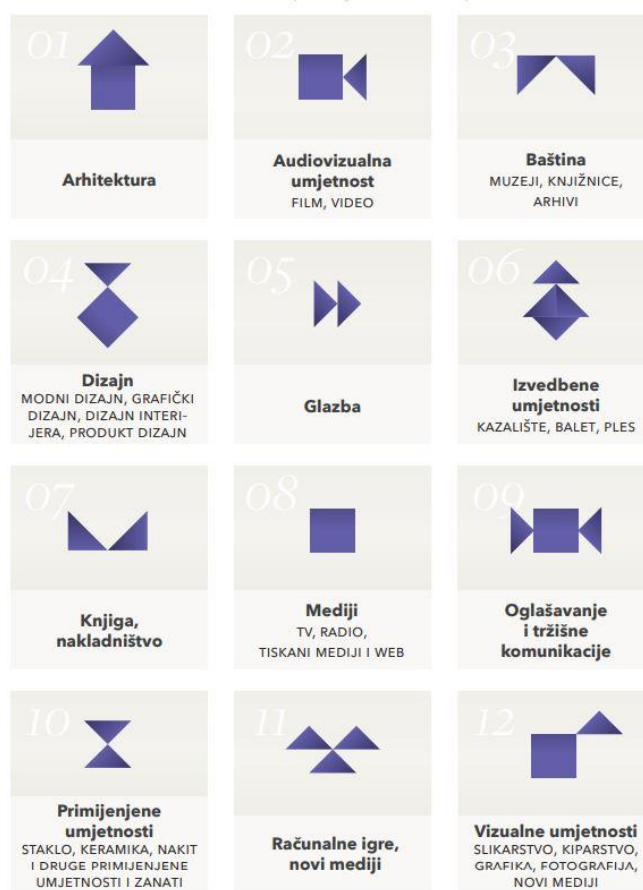 01
Arhitektura
02
Audiovizualna
umjetnost
FILM, VIDEO
03
Baština
MUZEJI, KNJIŽNICE,
ARHIVI
04
Dizajn
MODNI DIZAJN, GRAFIČKI
DIZAJN, DIZAJN INTERI-
JERA, PRODUKT DIZAJN
05
Glazba
06
Izvedbene
umjetnosti
KAZALIŠTE, BALET, PLES
07
Knjiga,
nakladništvo
08
Mediji
TV, RADIO,
TISKANI MEDIJI I WEB
09
Oglašavanje
i tržišne
komunikacije
10
Primijenjene
umjetnosti
STAKLO, KERAMIKA, NAKIT
I DRUGE PRIMIJENJENE
UMJETNOSTI I ZANATI
11
Računalne igre,
novi mediji
12
Vizualne umjetnosti
SLIKARSTVO, KIPARSTVO,
GRAFIKA, FOTOGRAFIJA,
NOVI MEDIJI